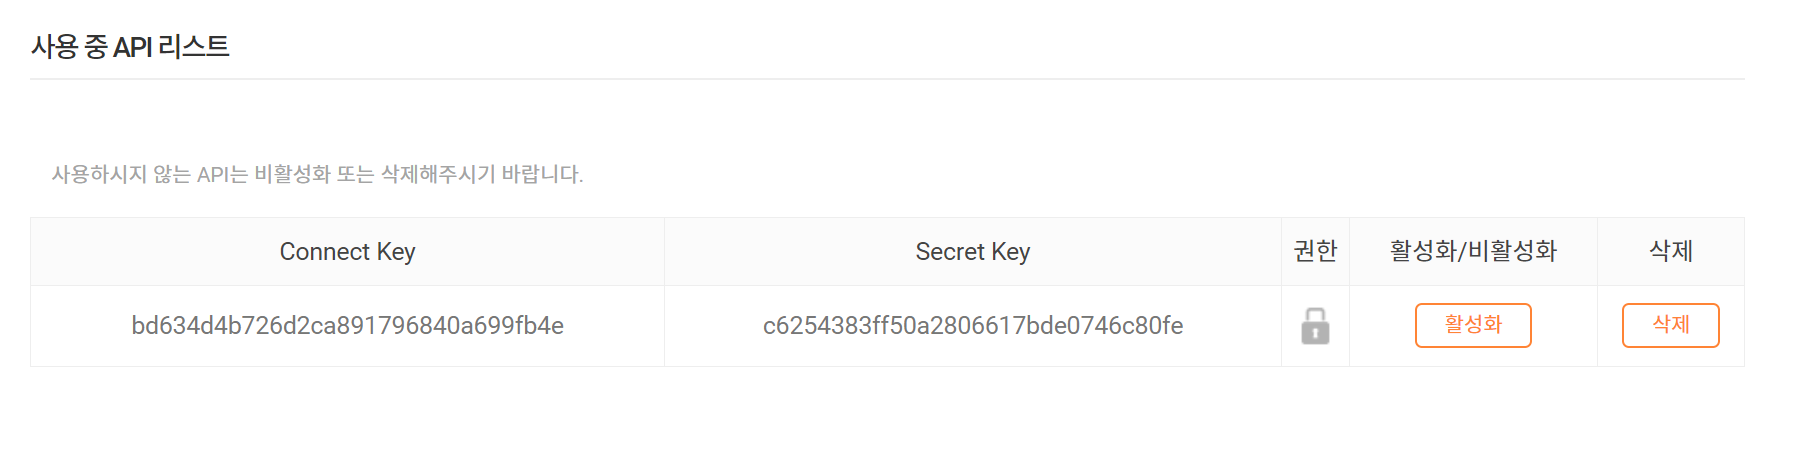 사용 중 API 리스트
사용하시지 않는 API는 비활성화 또는 삭제해주시기 바랍니다.
Connect Key Secret Key 권한 활성화/비활성화 삭제
bd634d4b726d2ca891796840a699fb4e c6254383ff50a2806617bde0746c80fe 활성화 삭제